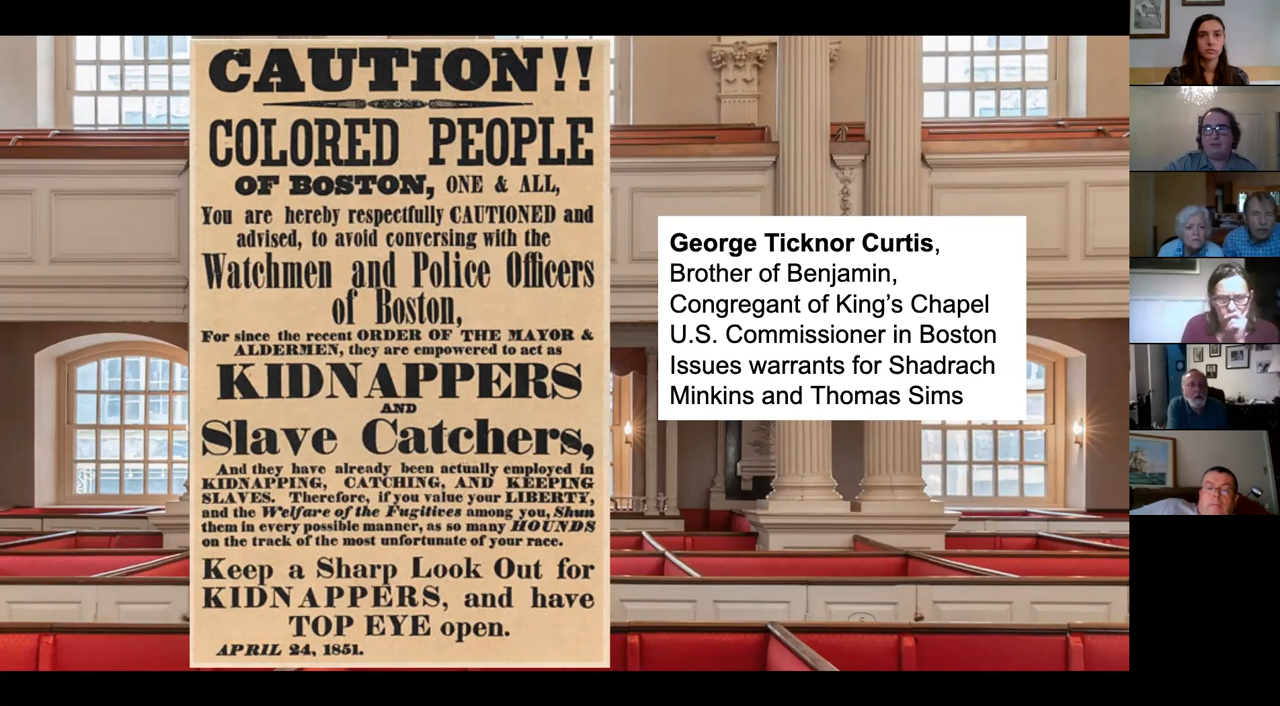 CAUTION!!
COLORED PEOPLE
OF BOSTON, ONE & ALL,
You are hereby respectfully CAUTIONED and
advised, to avoid conversing with the
Watchmen and Police Officers
of Boston,
For since the recent ORDER OF THE MAYOR &
ALDERMEN, they are empowered to act as
KIDNAPPERS
AND
Slave Catchers,
And they have already been actually employed in
KIDNAPPING, CATCHING, AND KEEPING
SLAVES. Therefore, if you value your LIBERTY,
and the Welfare of the Fugitives among you, Shun
them in every possible manner, as so many HOUNDS
on the track of the most unfortunate of your race.
Keep a Sharp Look Out for
KIDNAPPERS, and have
TOP EYE open.
APRIL 24, 1851.
George Ticknor Curtis,
Brother of Benjamin,
Congregant of King's Chapel
U.S. Commissioner in Boston
Issues warrants for Shadrach
Minkins and Thomas Sims